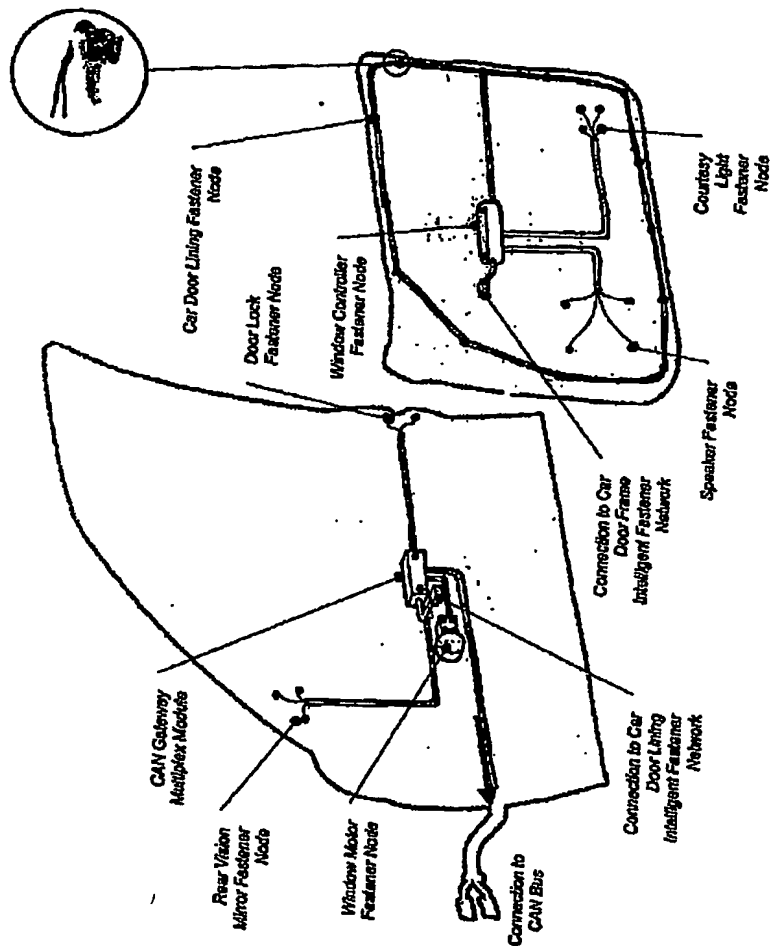 Car Door Lining Fastener
Node
Door Lock
Fastener Node
Window Controller
Fastener Node
Courtesy
Light
Fastener
Node
CAN Gateway
Multiplex Module
Rear Vision
Mirror Fastener
Node
Window Motor
Fastener Node
Connection to
CAN Bus
Connection to Car
Door Lining
Intelligent Fastener
Network
Connection to Car
Door Frame
Intelligent Fastener
Network
Speaker Fastener
Node